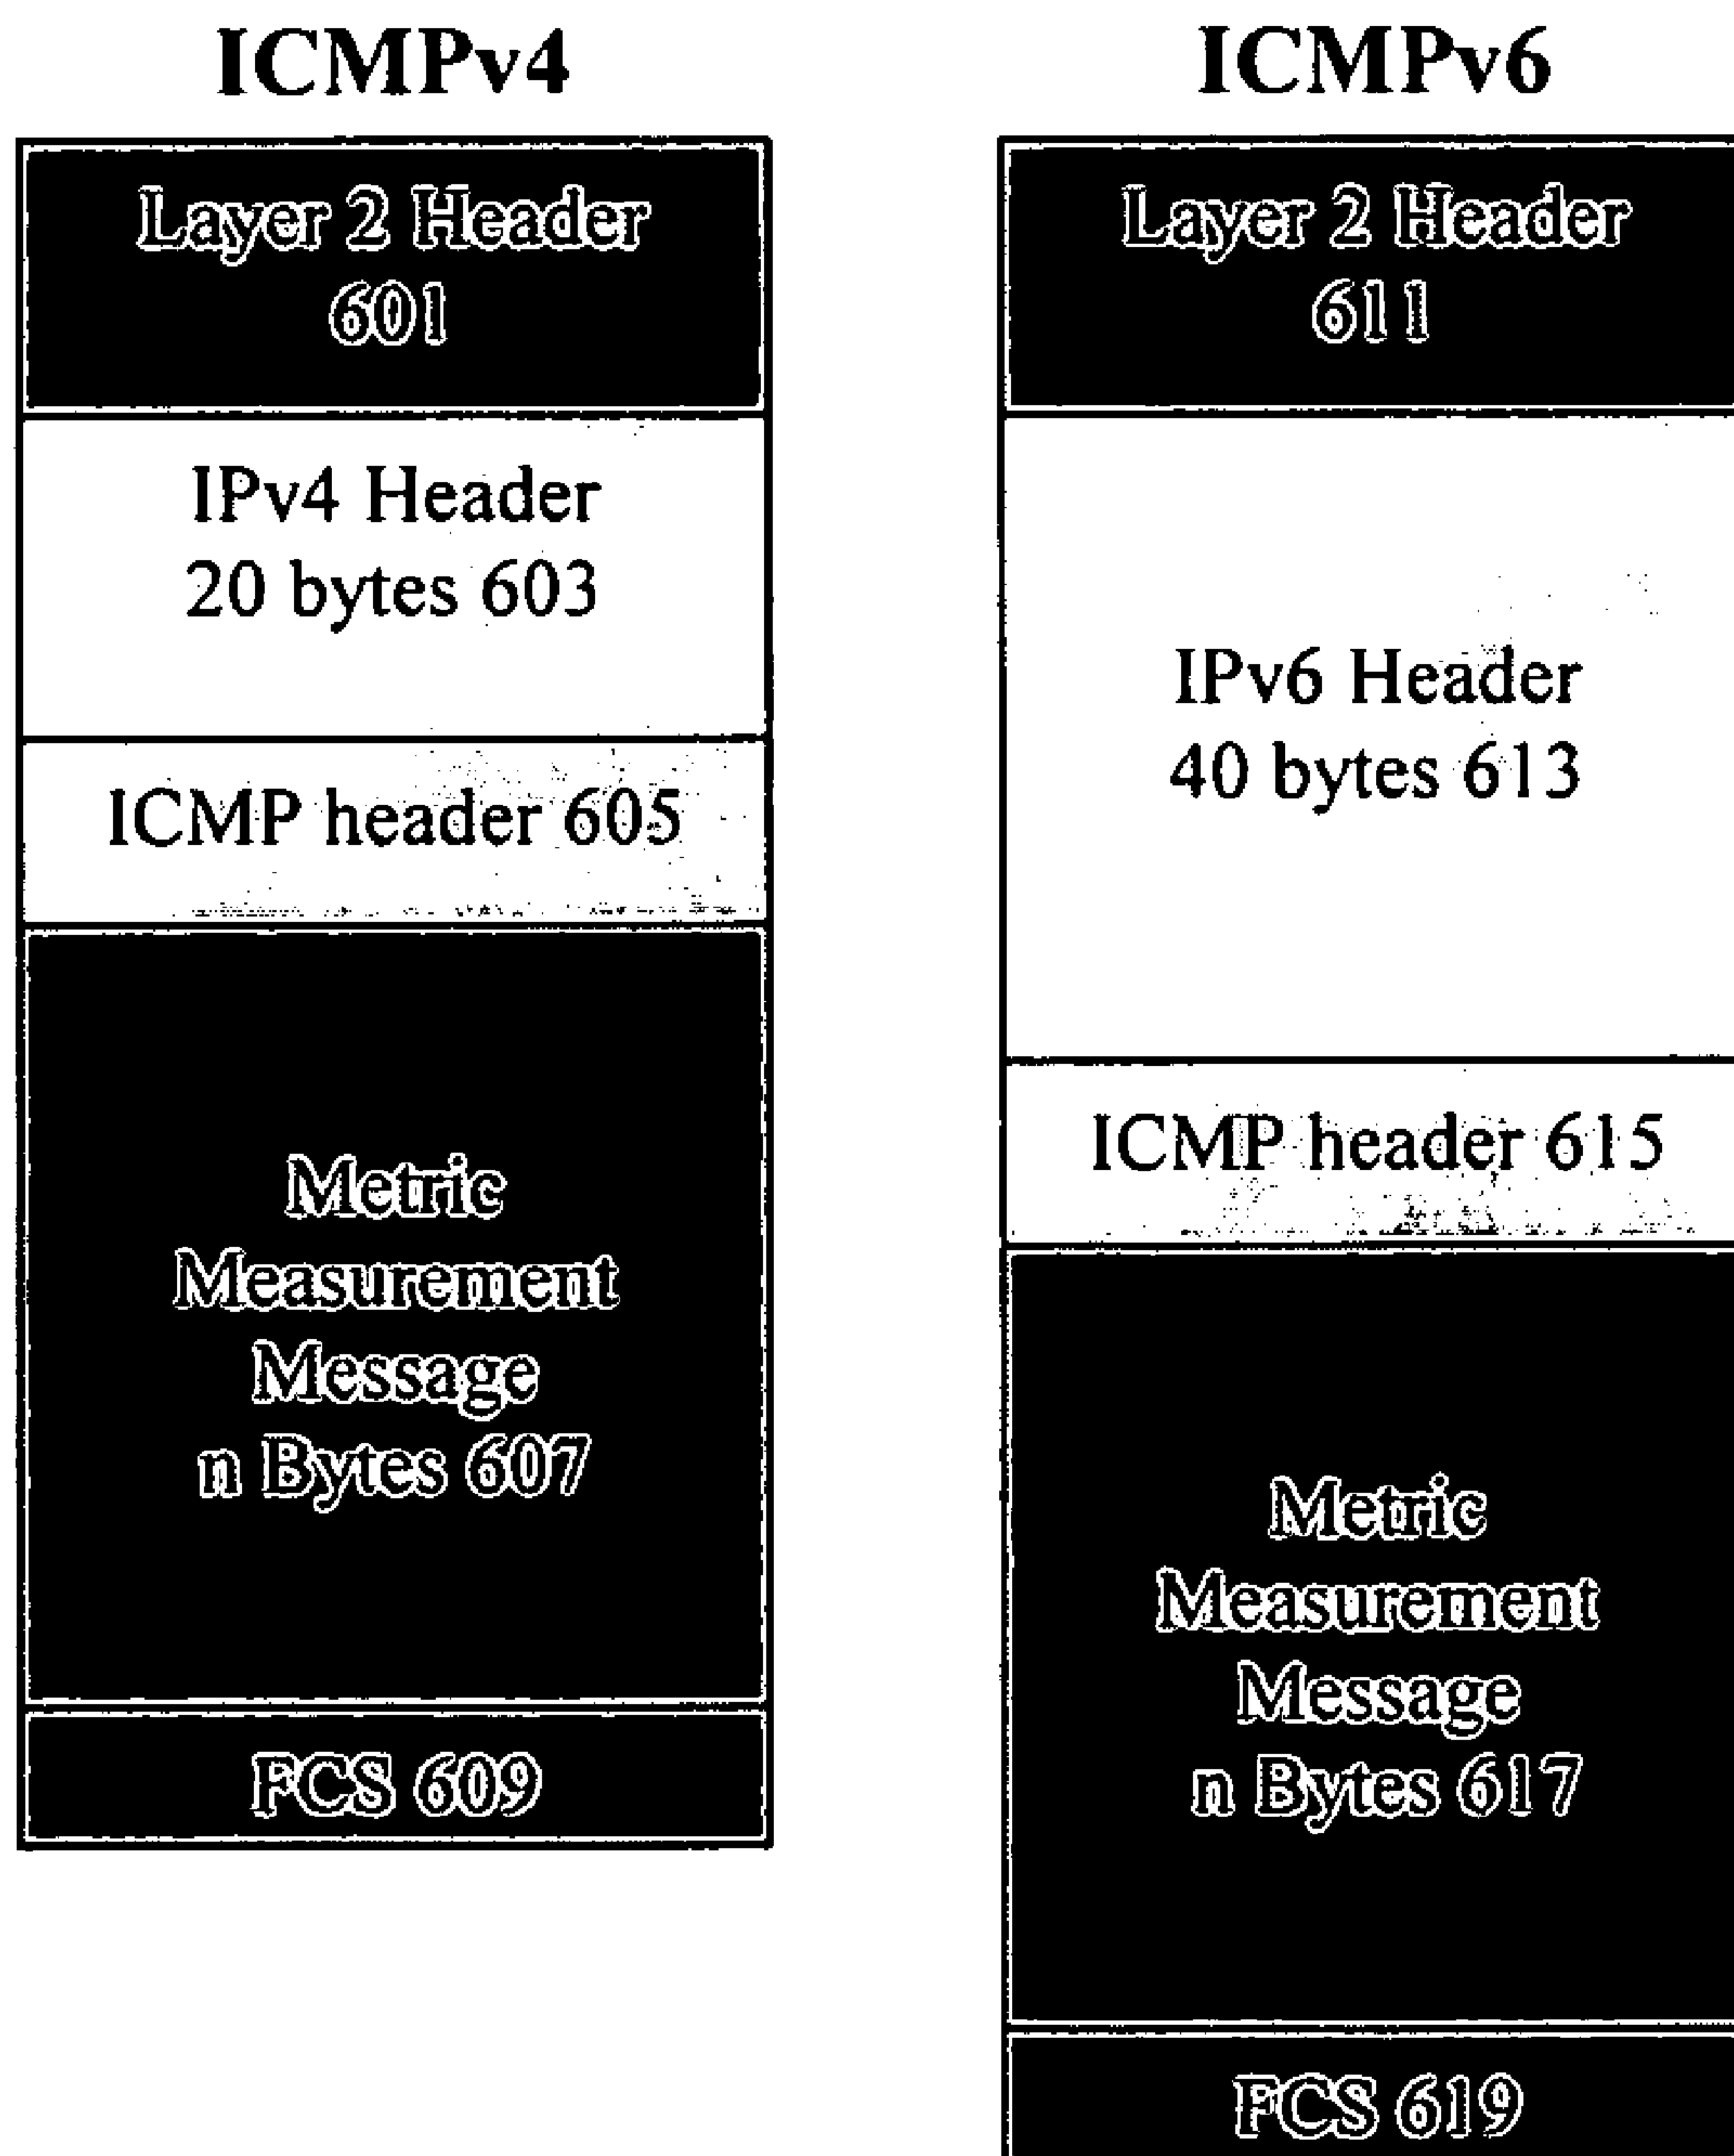 ICMPv4
Layer 2 Header
601
IPv4 Header
20 bytes 603
ICMP header 605
Metric
Measurement
Message
n Bytes 607
FCS 609
ICMPv6
Layer 2 Header
611
IPv6 Header
40 bytes 613
ICMP header 615
Metric
Measurement
Message
n Bytes 617
FCS 619